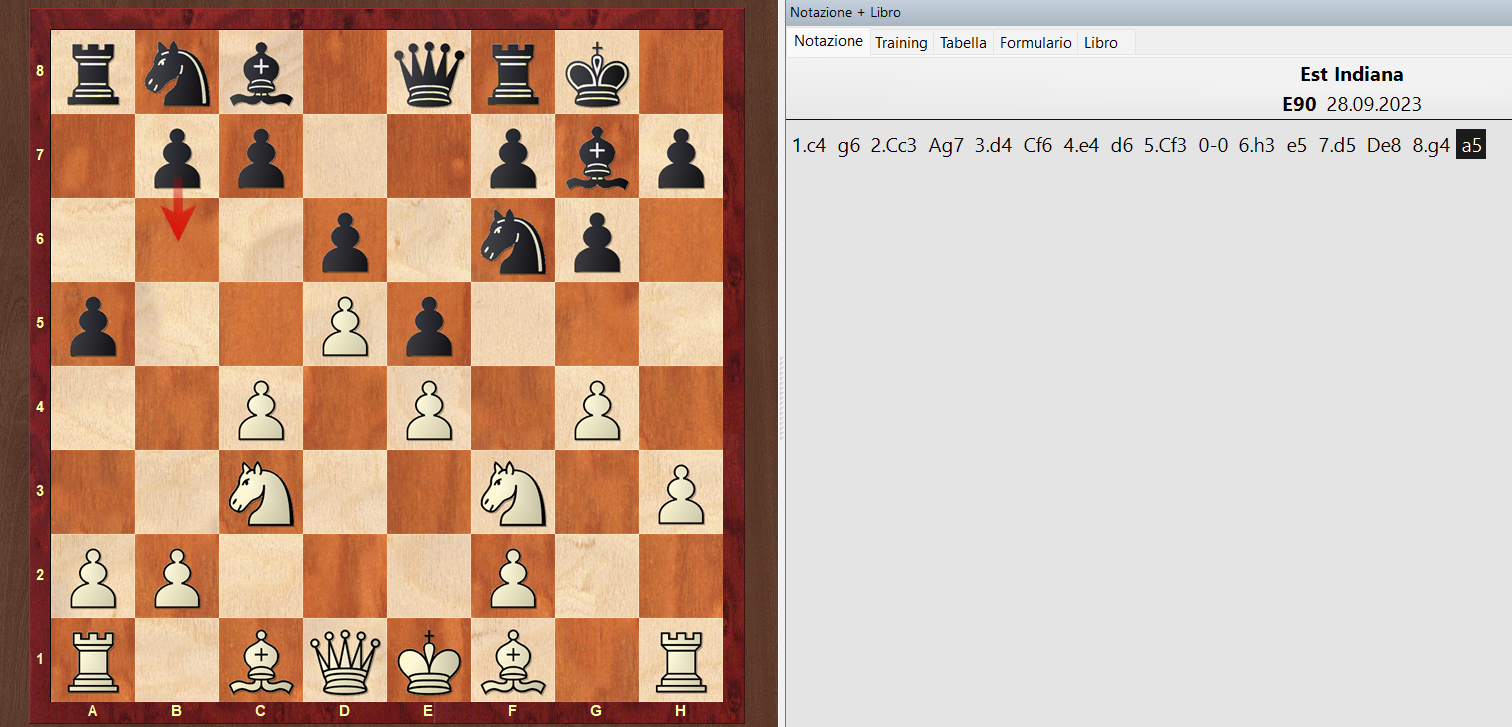 Notazione + Libro
Notazione Training Tabella Formulario Libro
Est Indiana
E90 28.09.2023
1.c4 g6 2.Cc3 Ag7 3.d4 Cf6 4.e4 d6 5.Cf3 0-0 6.h3 e5 7.d5 De8 8.g4 a5
8
7
6
5
4
3
2
1
A B C D E F G H